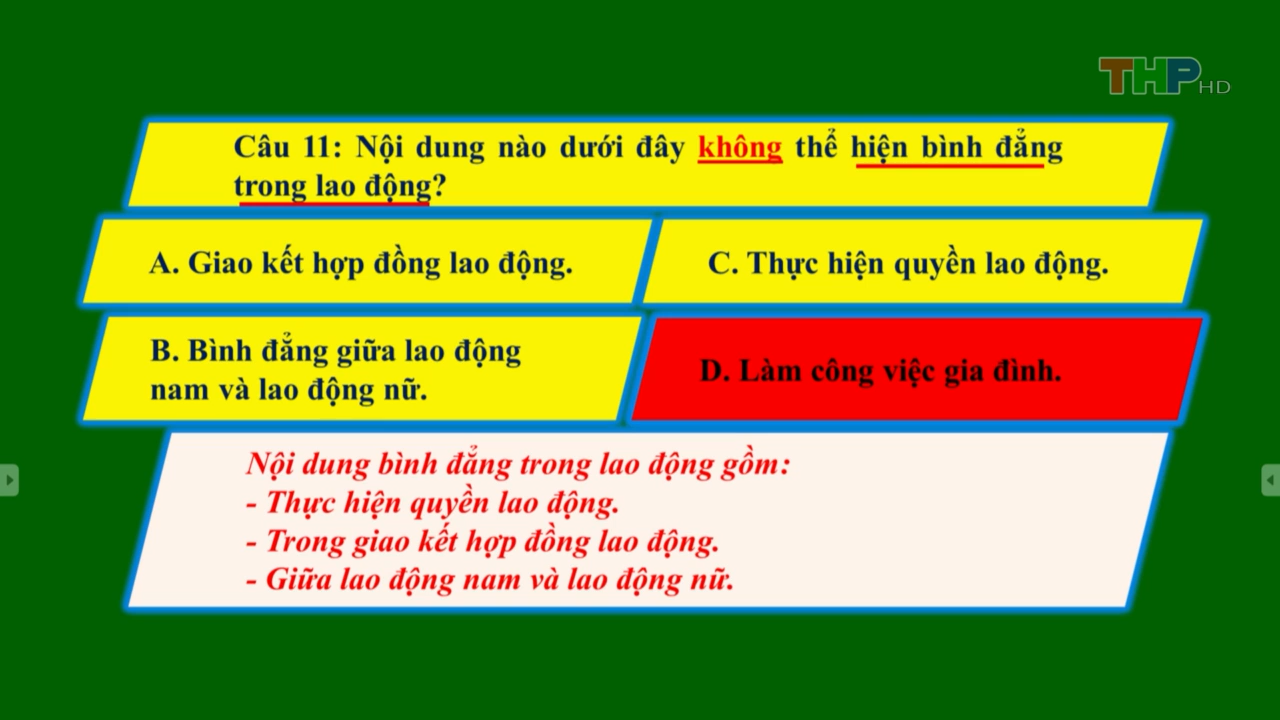 THP HD
Câu 11: Nội dung nào dưới đây không thể hiện bình đẳng
trong lao động?
A. Giao kết hợp đồng lao động.
C. Thực hiện quyền lao động.
B. Bình đẳng giữa lao động
nam và lao động nữ.
D. Làm công việc gia đình.
Nội dung bình đẳng trong lao động gồm:
- Thực hiện quyền lao động.
- Trong giao kết hợp đồng lao động.
- Giữa lao động nam và lao động nữ.